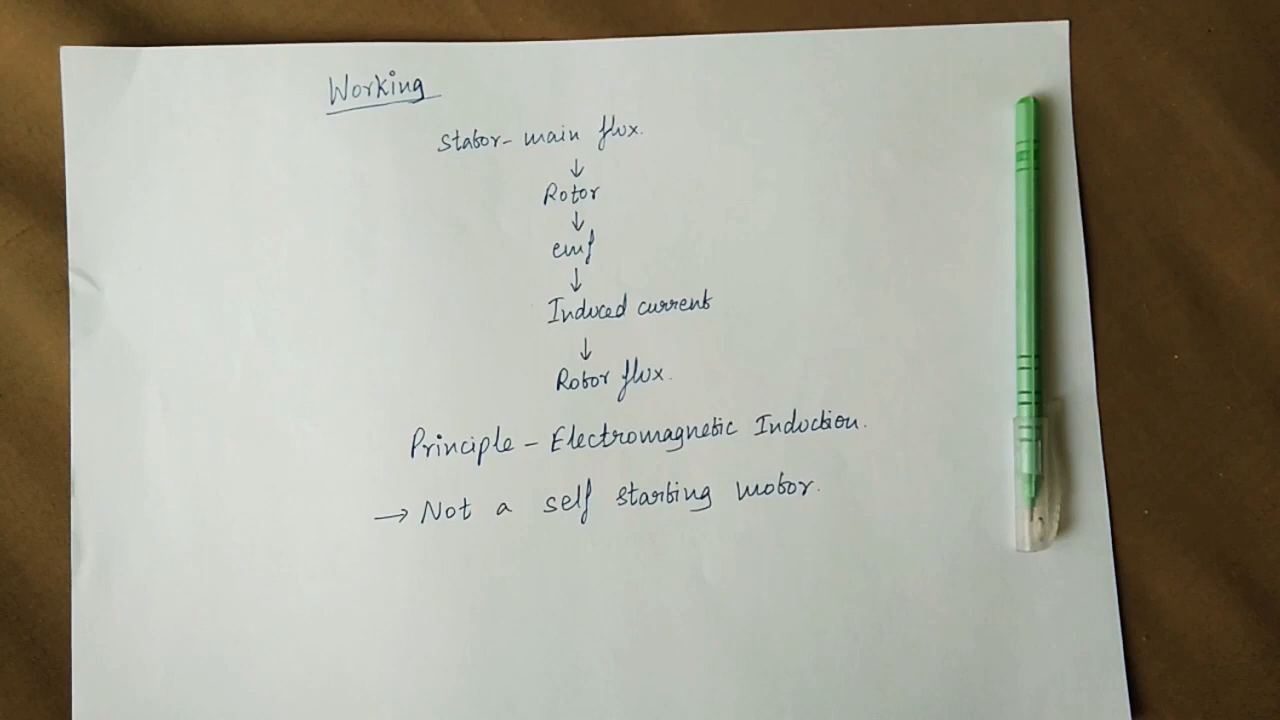 Working
Stator - main flux.
↓
Rotor
↓
emf
↓
Induced current
↓
Rotor flux.
Principle - Electromagnetic Induction.
→ Not a self starting motor.